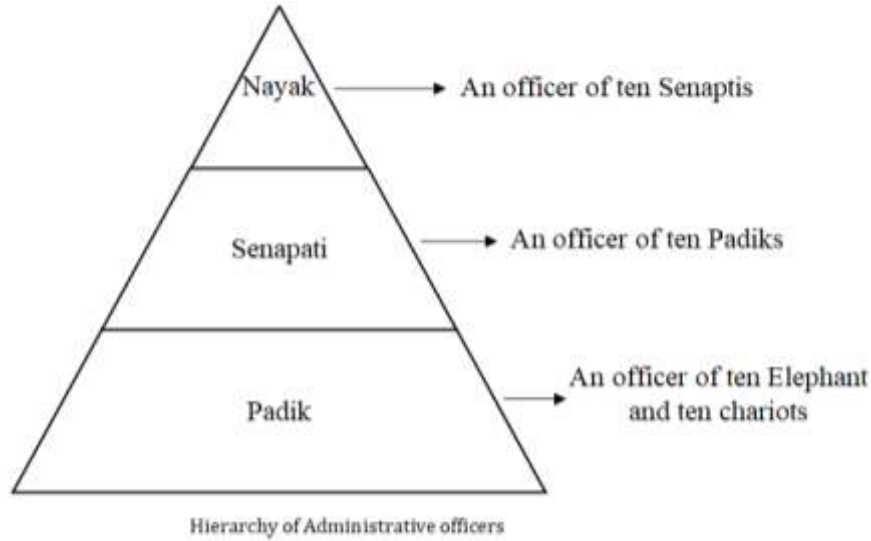 Nayak
An officer of ten Senaptis
Senapati
An officer of ten Padiks
Padik
An officer of ten Elephant
and ten chariots
Hierarchy of Administrative officers